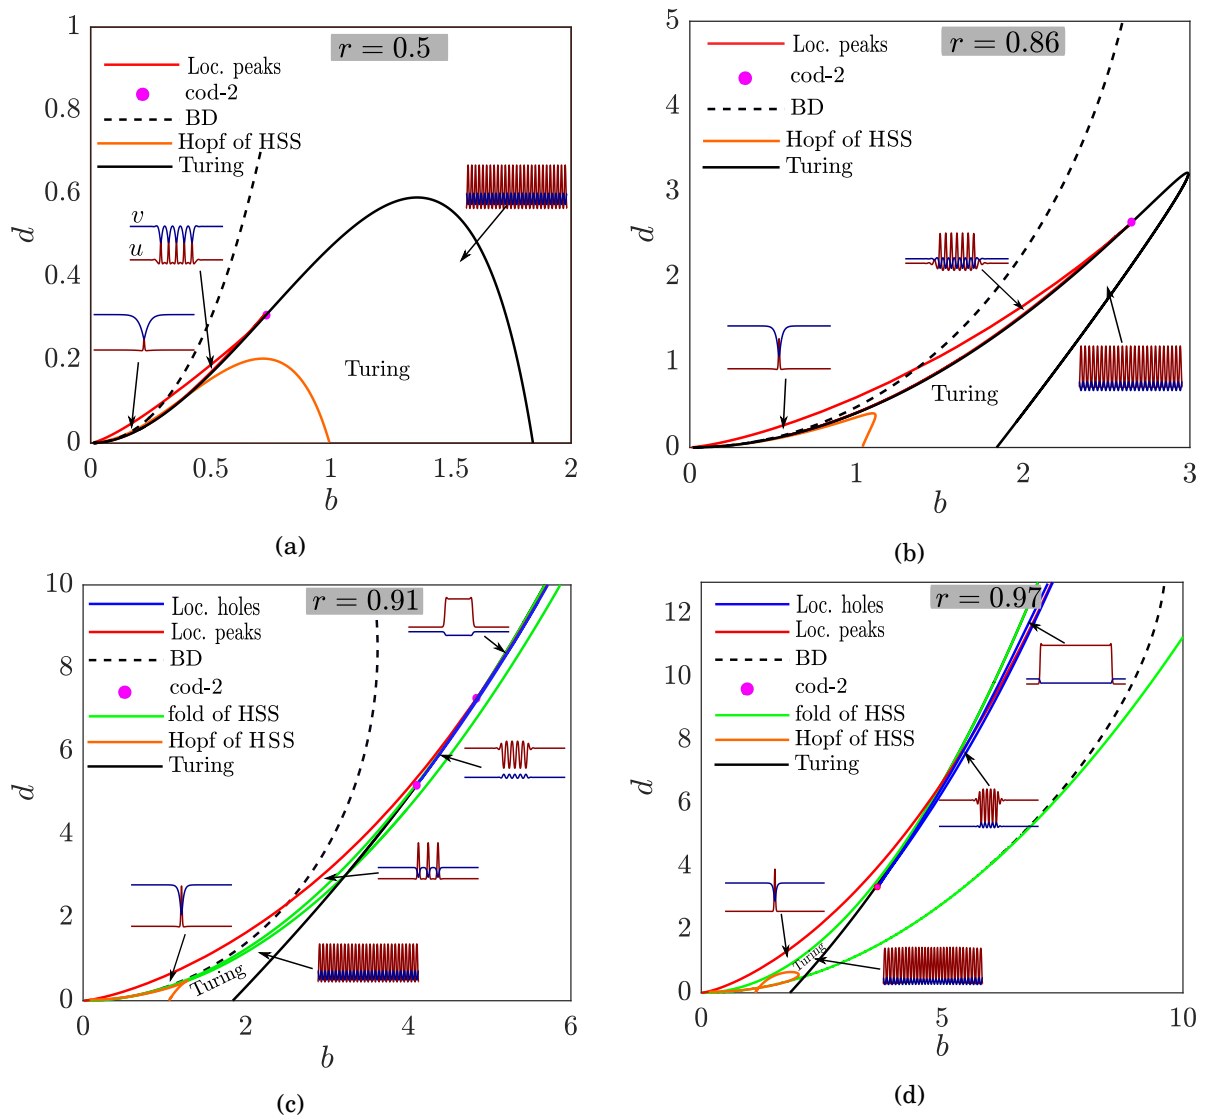 r = 0.5
Loc. peaks
cod-2
BD
Hopf of HSS
Turing
v
u
Turing
d
1
0.8
0.6
0.4
0.2
0
0 0.5 1 1.5 2
b
(a)
r = 0.86
Loc. peaks
cod-2
BD
Hopf of HSS
Turing
Turing
d
5
4
3
2
1
0
0 1 2 3
b
(b)
r = 0.91
Loc. holes
Loc. peaks
BD
cod-2
fold of HSS
Hopf of HSS
Turing
Turing
d
10
8
6
4
2
0
0 2 4 6
b
(c)
r = 0.97
Loc. holes
Loc. peaks
BD
cod-2
fold of HSS
Hopf of HSS
Turing
Turing
d
12
10
8
6
4
2
0
0 5 10
b
(d)